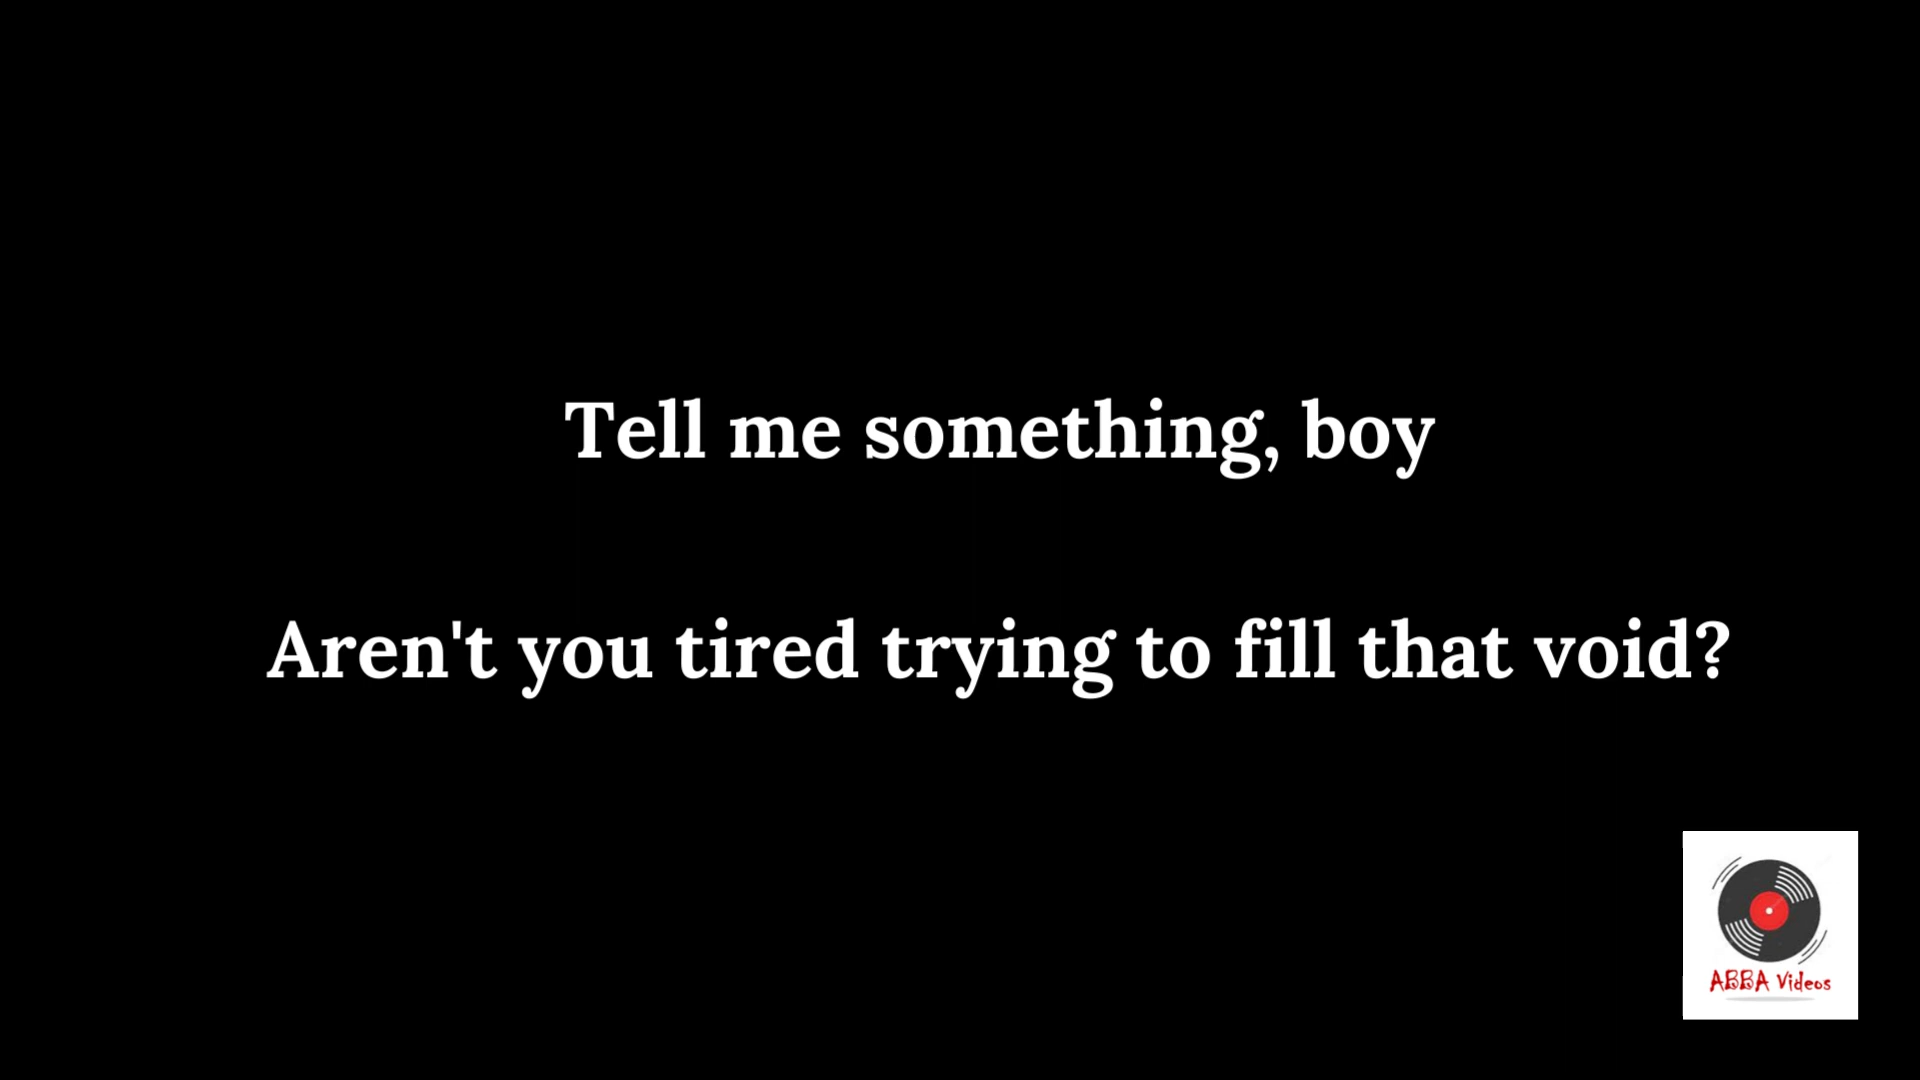 Tell me something, boy
Aren't you tired trying to fill that void?
ABBA Videos